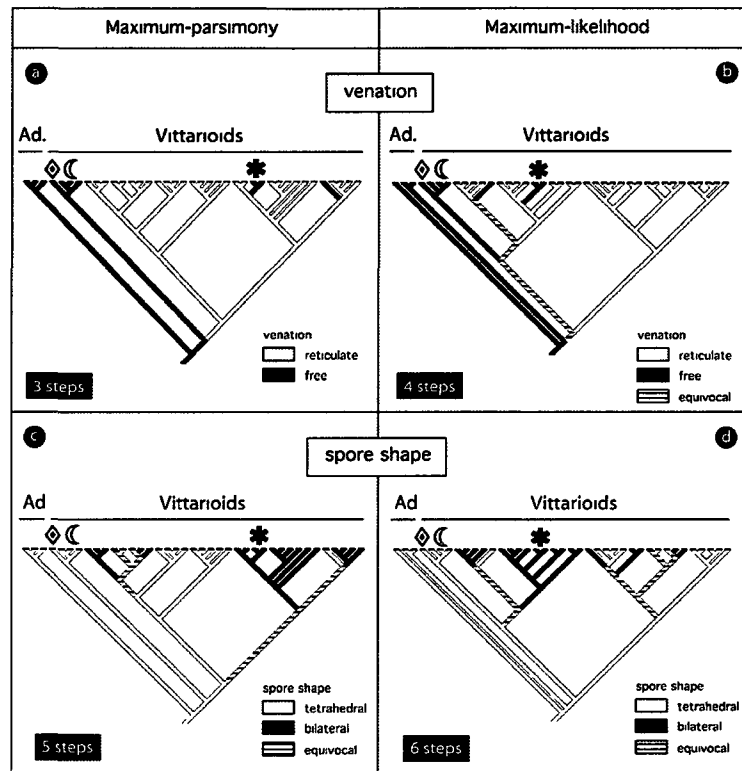 Maximum-parsimony
Maximum-likelihood
a
b
venation
Ad.
Vittarioids
Ad.
Vittarioids
venation
reticulate
free
3 steps
venation
reticulate
free
equivocal
4 steps
c
d
spore shape
Ad
Vittarioids
Ad
Vittarioids
spore shape
tetrahedral
bilateral
equivocal
5 steps
spore shape
tetrahedral
bilateral
equivocal
6 steps